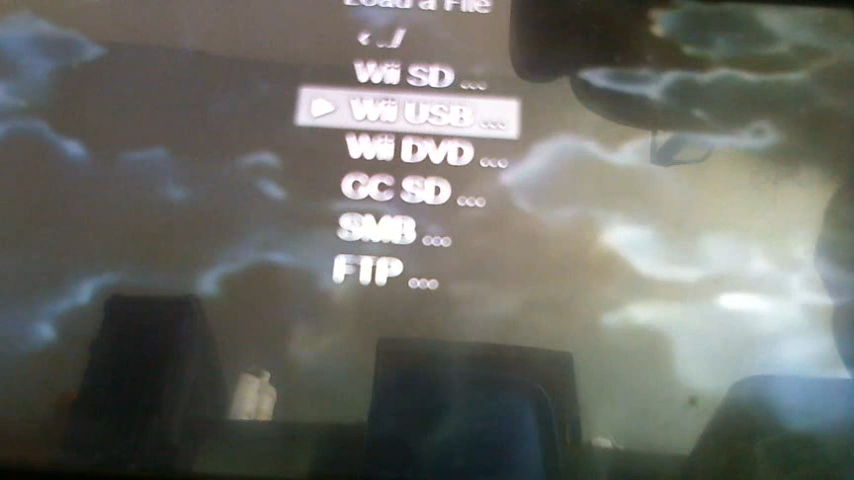 Load a File
< ../
Wii SD ...
Wii USB ...
Wii DVD ...
GC SD ...
SMB ...
FTP ...